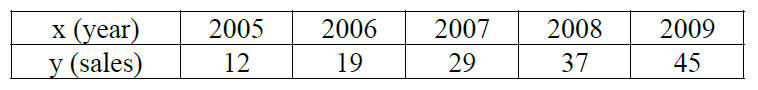 x (year) 2005 2006 2007 2008 2009
y (sales) 12 19 29 37 45